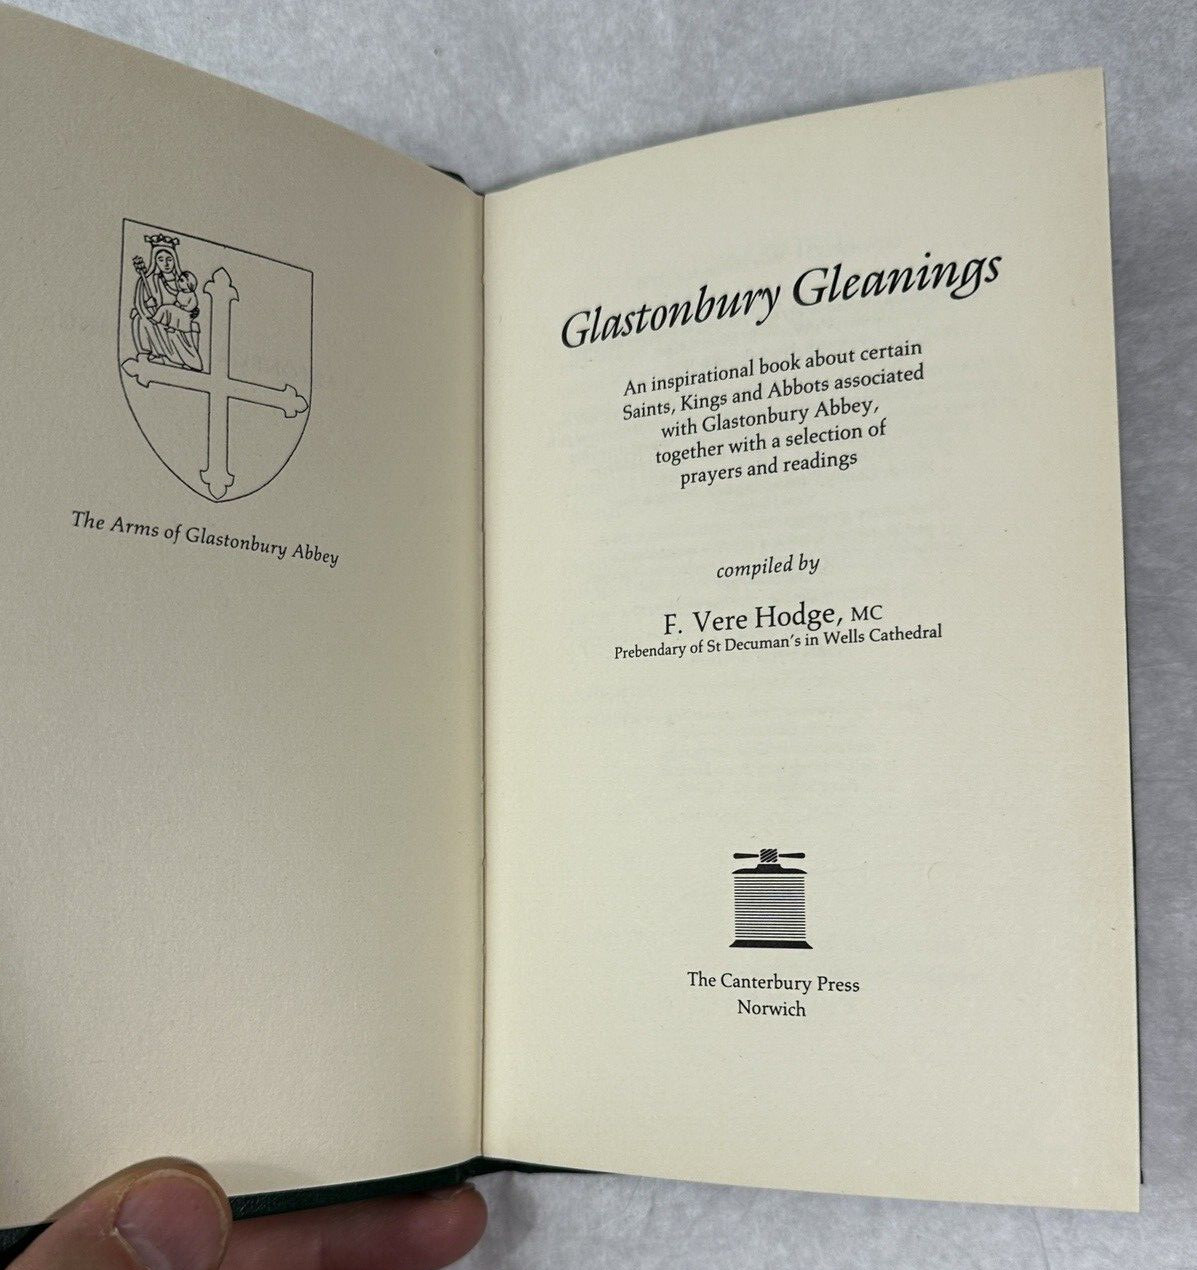 The Arms of Glastonbury Abbey
Glastonbury Gleanings
An inspirational book about certain
Saints, Kings and Abbots associated
with Glastonbury Abbey,
together with a selection of
prayers and readings
compiled by
F. Vere Hodge, MC
Prebendary of St Decuman's in Wells Cathedral
The Canterbury Press
Norwich